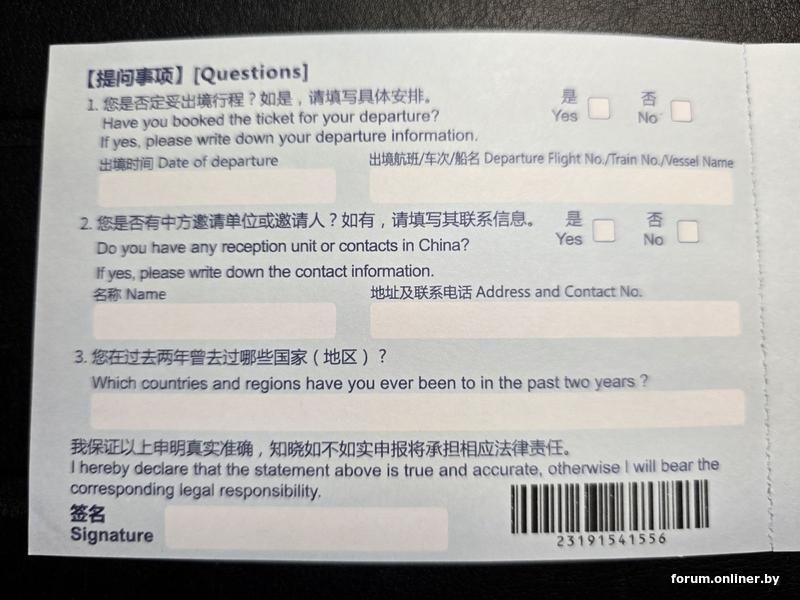 【提问事项】[Questions]
1. 您是否定妥出境行程？如是，请填写具体安排。 是 否
Have you booked the ticket for your departure? Yes No
If yes, please write down your departure information.
出境时间 Date of departure 出境航班/车次/船名 Departure Flight No./Train No./Vessel Name
2. 您是否有中方邀请单位或邀请人？如有，请填写其联系信息。 是 否
Do you have any reception unit or contacts in China? Yes No
If yes, please write down the contact information.
名称 Name 地址及联系电话 Address and Contact No.
3. 您在过去两年曾去过哪些国家（地区）？
Which countries and regions have you ever been to in the past two years ?
我保证以上申明真实准确，知晓如不如实申报将承担相应法律责任。
I hereby declare that the statement above is true and accurate, otherwise I will bear the
corresponding legal responsibility.
签名
Signature
23191541556
forum.onliner.by